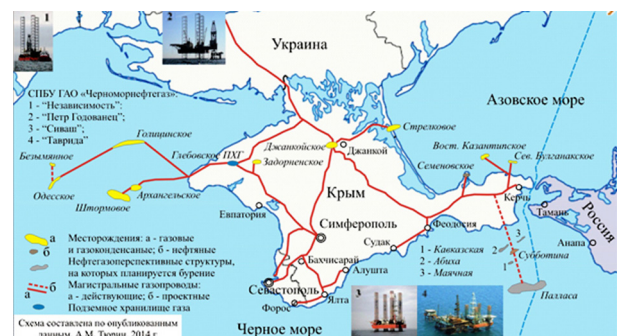 1
2
Украина
СПБУ ГАО «Черноморнефтегаз»:
1 - "Независимость":
2 - "Петр Годованец":
3 - "Сиваш":
4 - "Таврида"
Азовское море
Голицинское
Безымянное
Глебовское ПХГ
Джанкойское
Стрелковое
Джанкой
Вост. Казантипское
Задорненское
Семеновское
Сев. Булганакское
Одесское
Архангельское
Штормовое
Крым
Керчь
Евпатория
Тамань
Россия
Симферополь
Феодосия
Судак
Анапа
а
б
Месторождения: а - газовые
и газоконденсатные; б - нефтяные
Нефтегазоперспективные структуры,
на которых планируется бурение
Бахчисарай
Алушта
1 - Кавказская
2 - Абиха
3 - Маячная
3
2
1
Субботина
Севастополь
Ялта
Форос
Палласа
а
б
Магистральные газопроводы:
а - действующие; б - проектные
Подземное хранилище газа
3
4
Черное море
Схема составлена по опубликованным
данным. А.М. Тюрин, 2014 г.